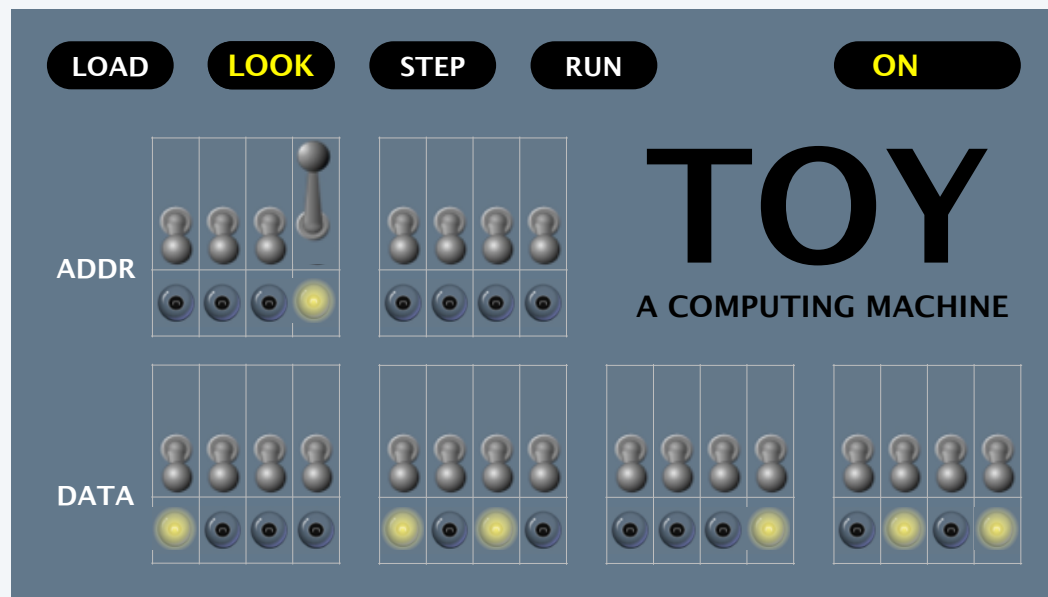 LOAD LOOK STEP RUN ON
TOY
ADDR
A COMPUTING MACHINE
DATA